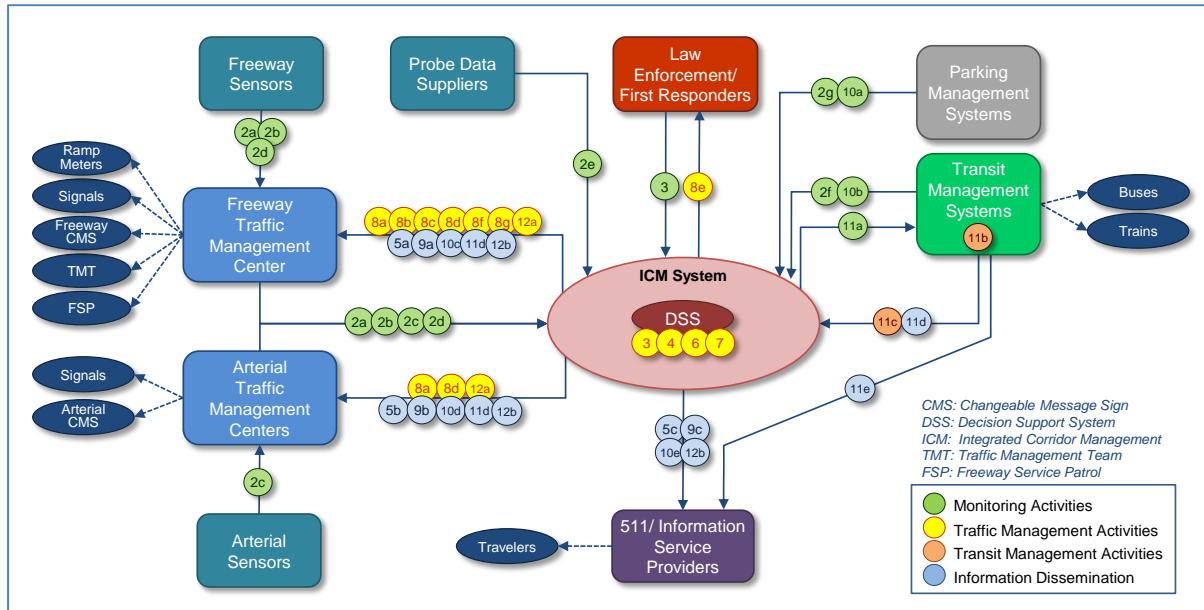 Freeway
Sensors
Probe Data
Suppliers
Law
Enforcement/
First Responders
Parking
Management
Systems
2g 10a
2a 2b
2d
2e
3
8e
Ramp
Meters
Signals
Freeway
CMS
TMT
FSP
Freeway
Traffic
Management
Center
8a 8b 8c 8d 8f 8g 12a
5a 9a 10c 11d 12b
2f 10b
11a
Transit
Management
Systems
11b
Buses
Trains
ICM System
DSS
3 4 6 7
2a 2b 2c 2d
11c 11d
Signals
Arterial
CMS
Arterial
Traffic
Management
Centers
8a 8d 12a
5b 9b 10d 11d 12b
11e
5c 9c
10e 12b
2c
Arterial
Sensors
Travelers
511/ Information
Service
Providers
CMS: Changeable Message Sign
DSS: Decision Support System
ICM: Integrated Corridor Management
TMT: Traffic Management Team
FSP: Freeway Service Patrol
Monitoring Activities
Traffic Management Activities
Transit Management Activities
Information Dissemination